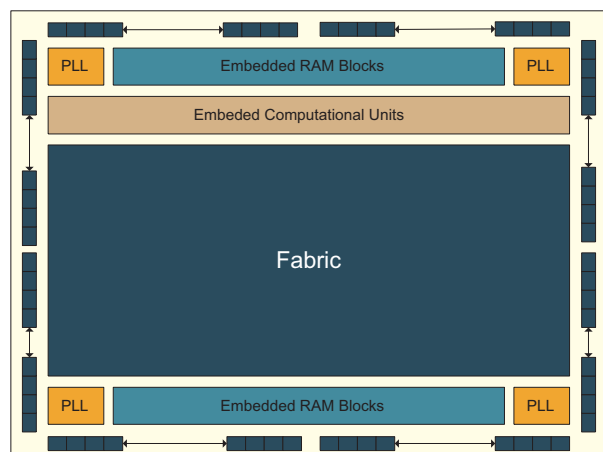 PLL
Embedded RAM Blocks
PLL
Embeded Computational Units
Fabric
PLL
Embedded RAM Blocks
PLL